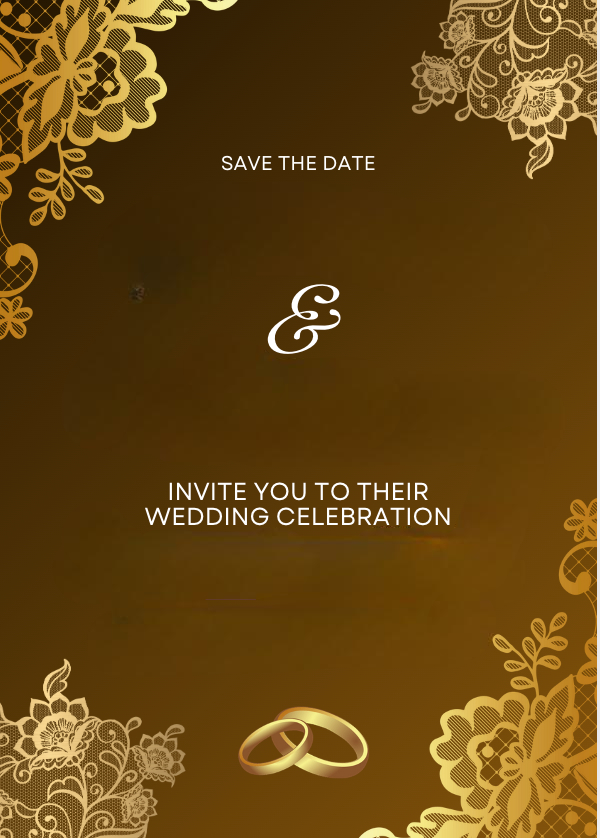 SAVE THE DATE
&
INVITE YOU TO THEIR
WEDDING CELEBRATION